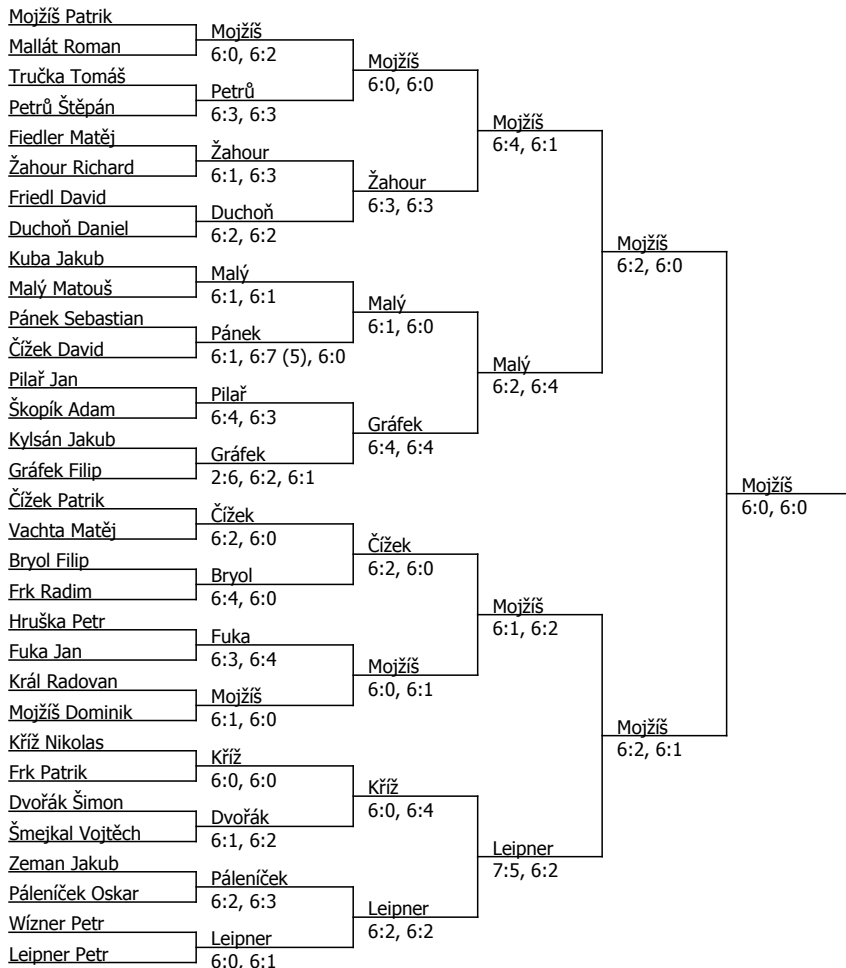 Mojžíš Patrik
Mallát Roman
Tručka Tomáš
Petrů Štěpán
Fiedler Matěj
Žahour Richard
Friedl David
Duchoň Daniel
Kuba Jakub
Malý Matouš
Pánek Sebastian
Čížek David
Pilař Jan
Škopík Adam
Kylsán Jakub
Gráfek Filip
Čížek Patrik
Vachta Matěj
Bryol Filip
Frk Radim
Hruška Petr
Fuka Jan
Král Radovan
Mojžíš Dominik
Kříž Nikolas
Frk Patrik
Dvořák Šimon
Šmejkal Vojtěch
Zeman Jakub
Páleníček Oskar
Wízner Petr
Leipner Petr
Mojžíš
6:0, 6:2
Petrů
6:3, 6:3
Žahour
6:1, 6:3
Duchoň
6:2, 6:2
Malý
6:1, 6:1
Pánek
6:1, 6:7 (5), 6:0
Pilař
6:4, 6:3
Gráfek
2:6, 6:2, 6:1
Čížek
6:2, 6:0
Bryol
6:4, 6:0
Fuka
6:3, 6:4
Mojžíš
6:1, 6:0
Kříž
6:0, 6:0
Dvořák
6:1, 6:2
Páleníček
6:2, 6:3
Leipner
6:0, 6:1
Mojžíš
6:0, 6:0
Žahour
6:3, 6:3
Malý
6:1, 6:0
Gráfek
6:4, 6:4
Čížek
6:2, 6:0
Mojžíš
6:0, 6:1
Kříž
6:0, 6:4
Leipner
6:2, 6:2
Mojžíš
6:4, 6:1
Malý
6:2, 6:4
Mojžíš
6:1, 6:2
Leipner
7:5, 6:2
Mojžíš
6:2, 6:0
Mojžíš
6:2, 6:1
Mojžíš
6:0, 6:0